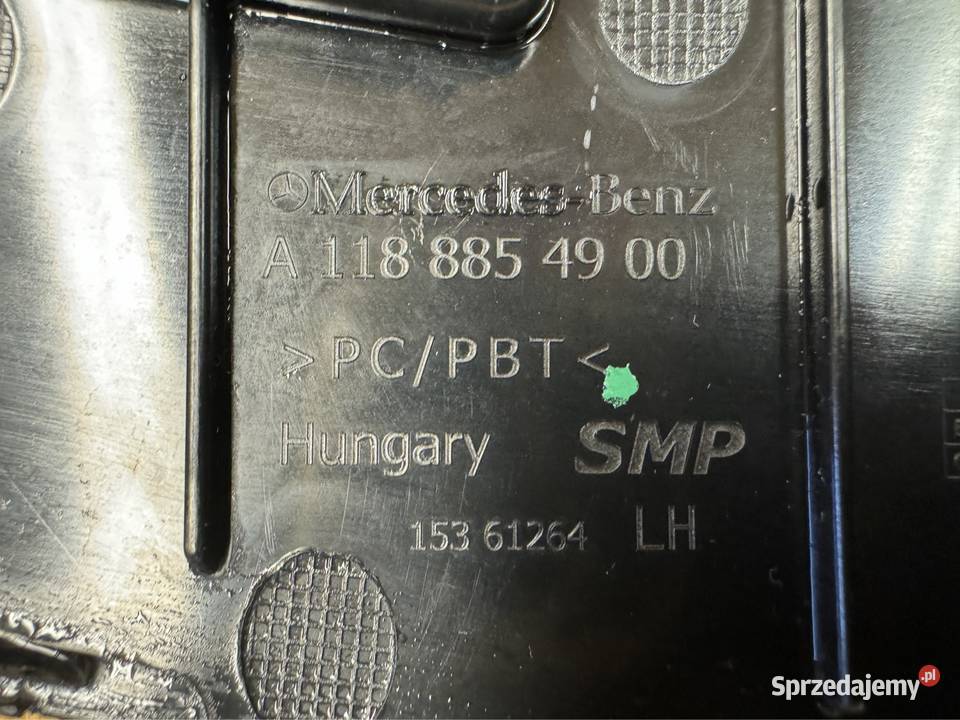 Mercedes-Benz
A 118 885 49 00
>PC/PBT<
Hungary SMP
153 61264 LH
Sprzedajemy.pl